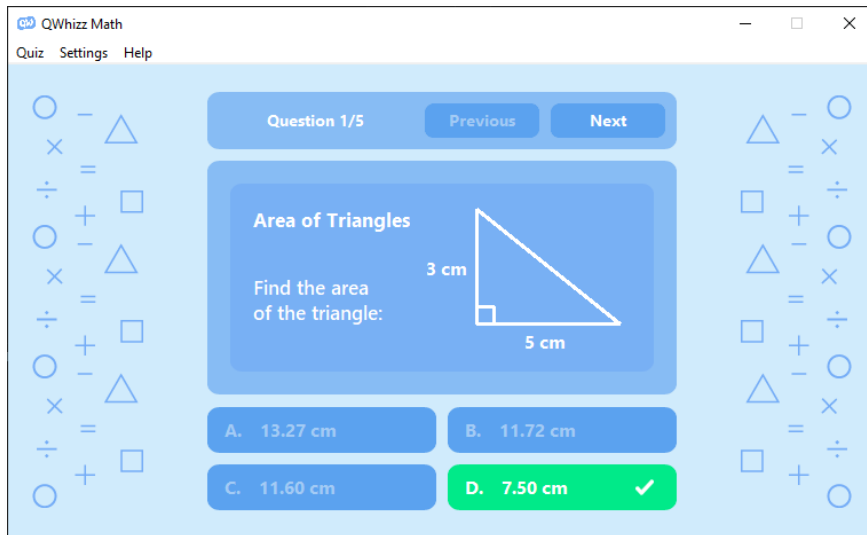 QWhizz Math
Quiz Settings Help
Question 1/5 Previous Next
Area of Triangles
3 cm
Find the area
of the triangle:
5 cm
A. 13.27 cm
B. 11.72 cm
C. 11.60 cm
D. 7.50 cm